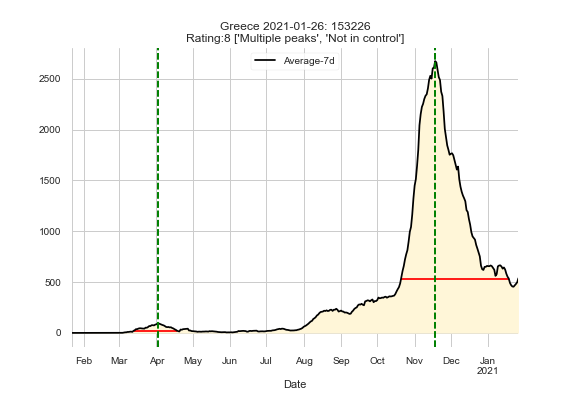 Greece 2021-01-26: 153226
Rating:8 ['Multiple peaks', 'Not in control']
Average-7d
2500
2000
1500
1000
500
0
Feb Mar Apr May Jun Jul Aug Sep Oct Nov Dec Jan
2021
Date